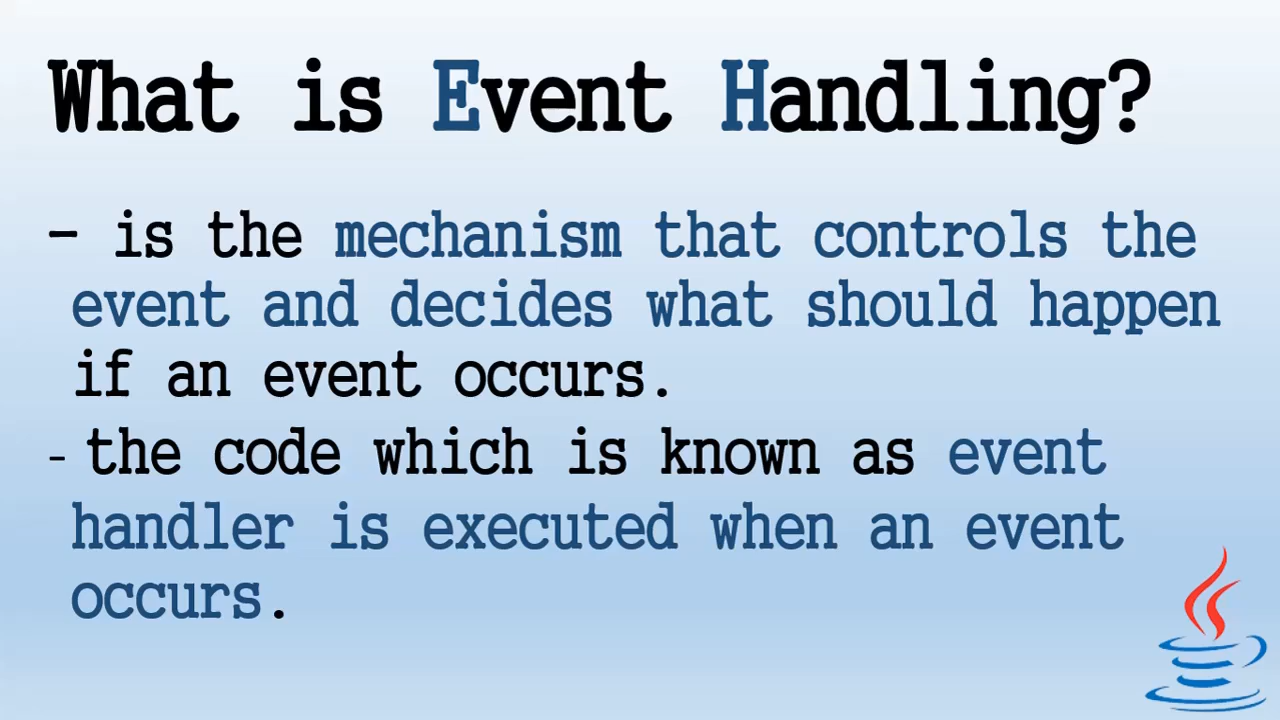 What is Event Handling?
- is the mechanism that controls the
event and decides what should happen
if an event occurs.
- the code which is known as event
handler is executed when an event
occurs.